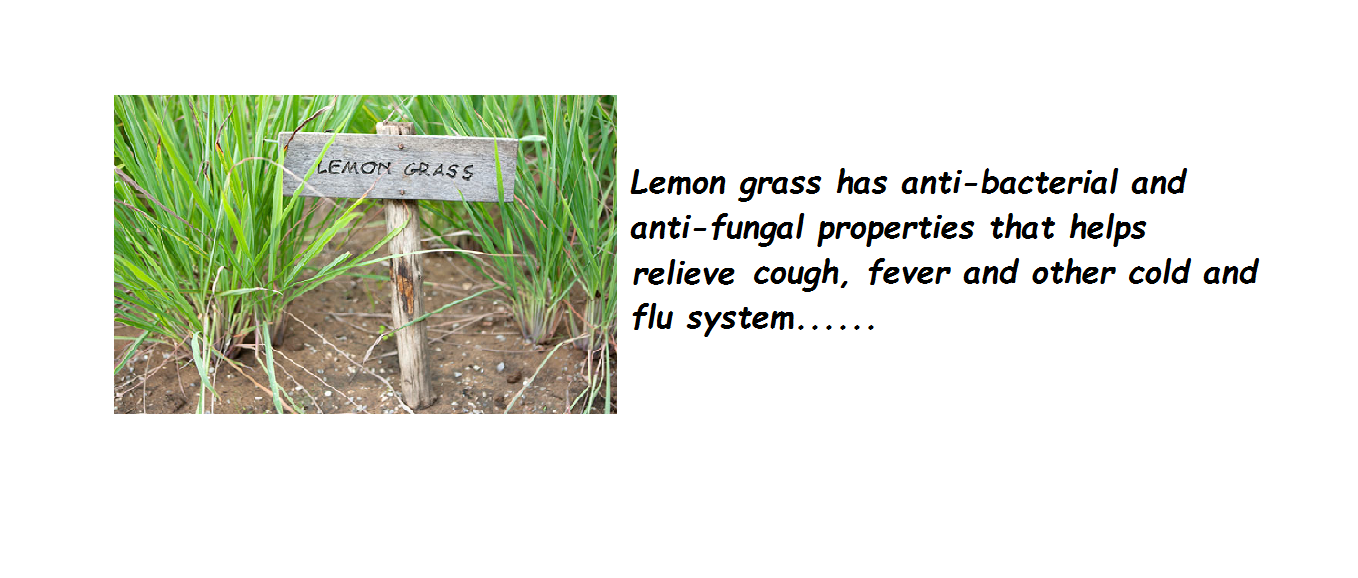 LEMON GRASS
Lemon grass has anti-bacterial and
anti-fungal properties that helps
relieve cough, fever and other cold and
flu system......